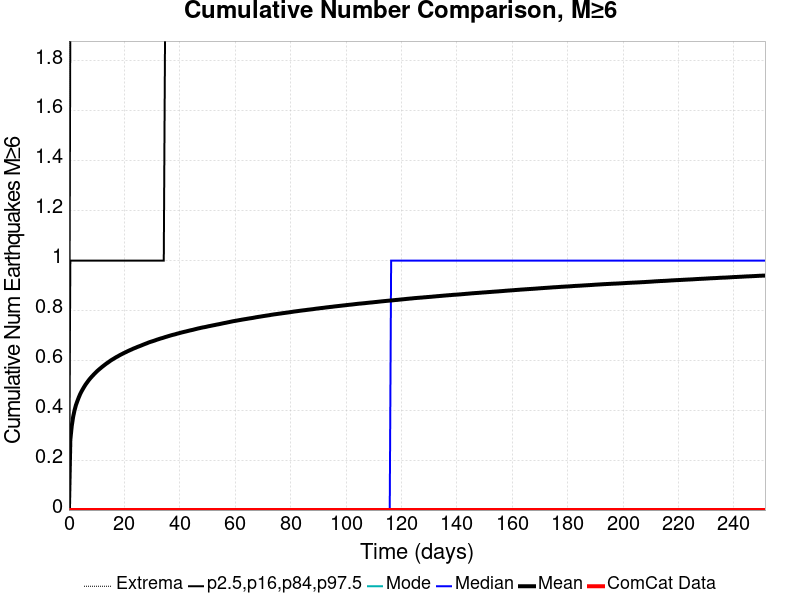 Cumulative Number Comparison, M≥6
Cumulative Num Earthquakes M≥6
1.8
1.6
1.4
1.2
1
0.8
0.6
0.4
0.2
0
0 20 40 60 80 100 120 140 160 180 200 220 240
Time (days)
Extrema p2.5,p16,p84,p97.5 Mode Median Mean ComCat Data